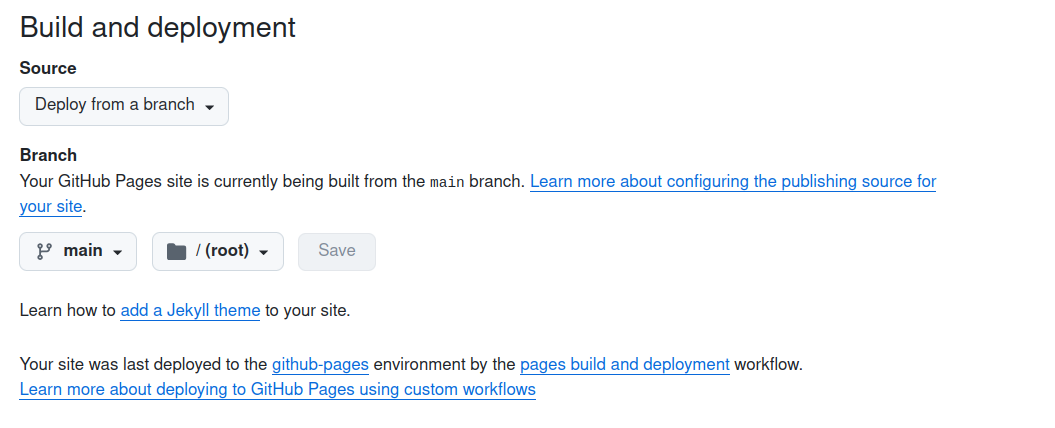 Build and deployment
Source
Deploy from a branch
Branch
Your GitHub Pages site is currently being built from the main branch. Learn more about configuring the publishing source for
your site.
main / (root) Save
Learn how to add a Jekyll theme to your site.
Your site was last deployed to the github-pages environment by the pages build and deployment workflow.
Learn more about deploying to GitHub Pages using custom workflows